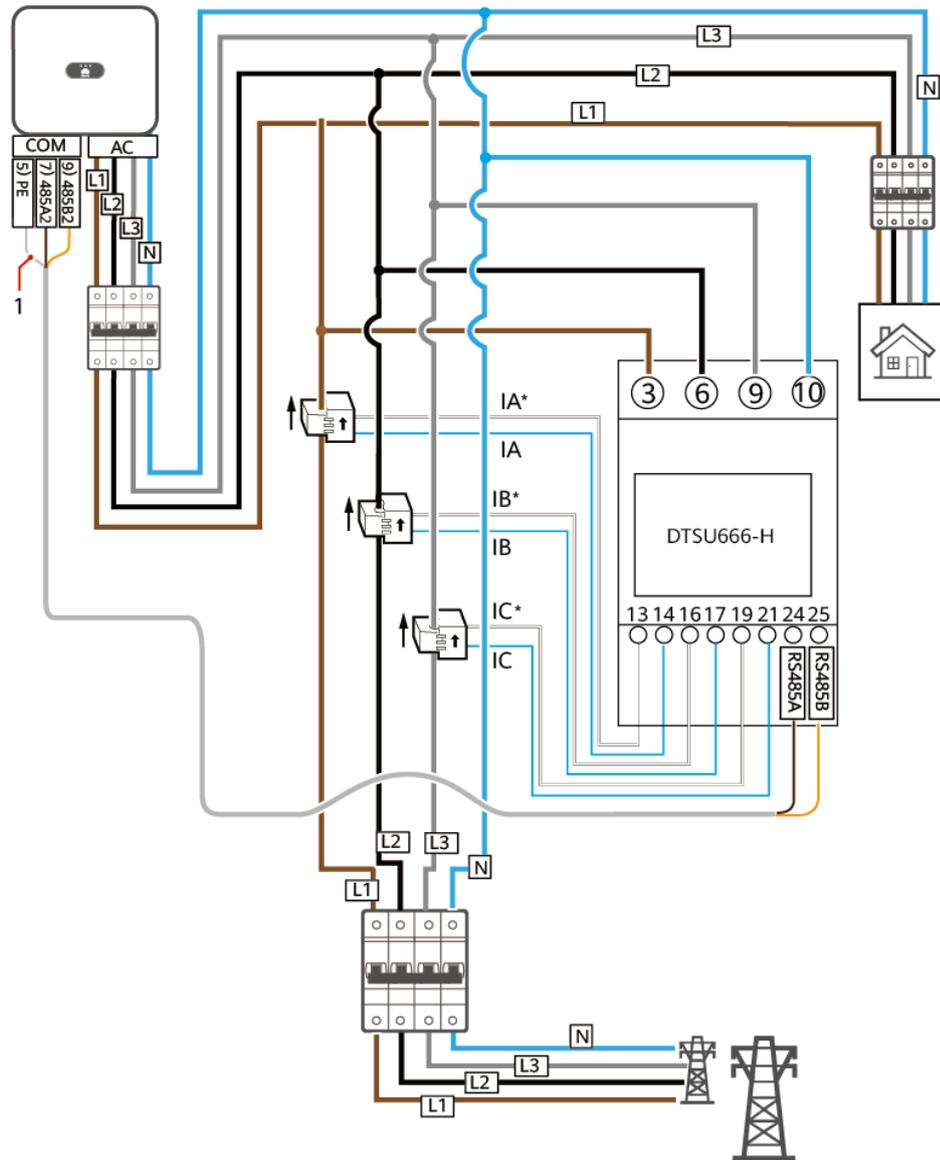 L3
L2
N
L1
COM
AC
5) PE
7) 485A2
9) 485B2
L1
L2
L3
N
1
3
6
9
10
IA*
IA
IB*
IB
DTSU666-H
IC*
IC
13 14 16 17 19 21 24 25
RS485A
RS485B
L2
L3
N
L1
N
L3
L2
L1